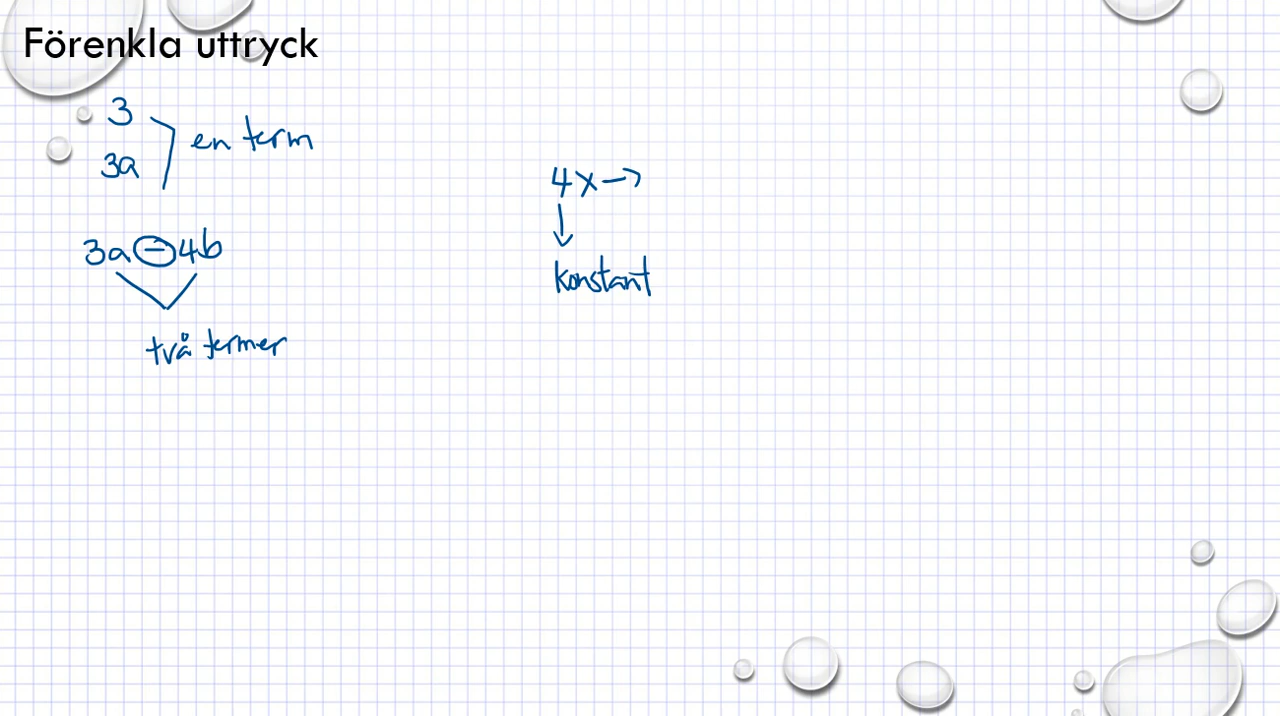 Förenkla uttryck
3
3a
en term
3a - 4b
två termer
4x →
↓
konstant